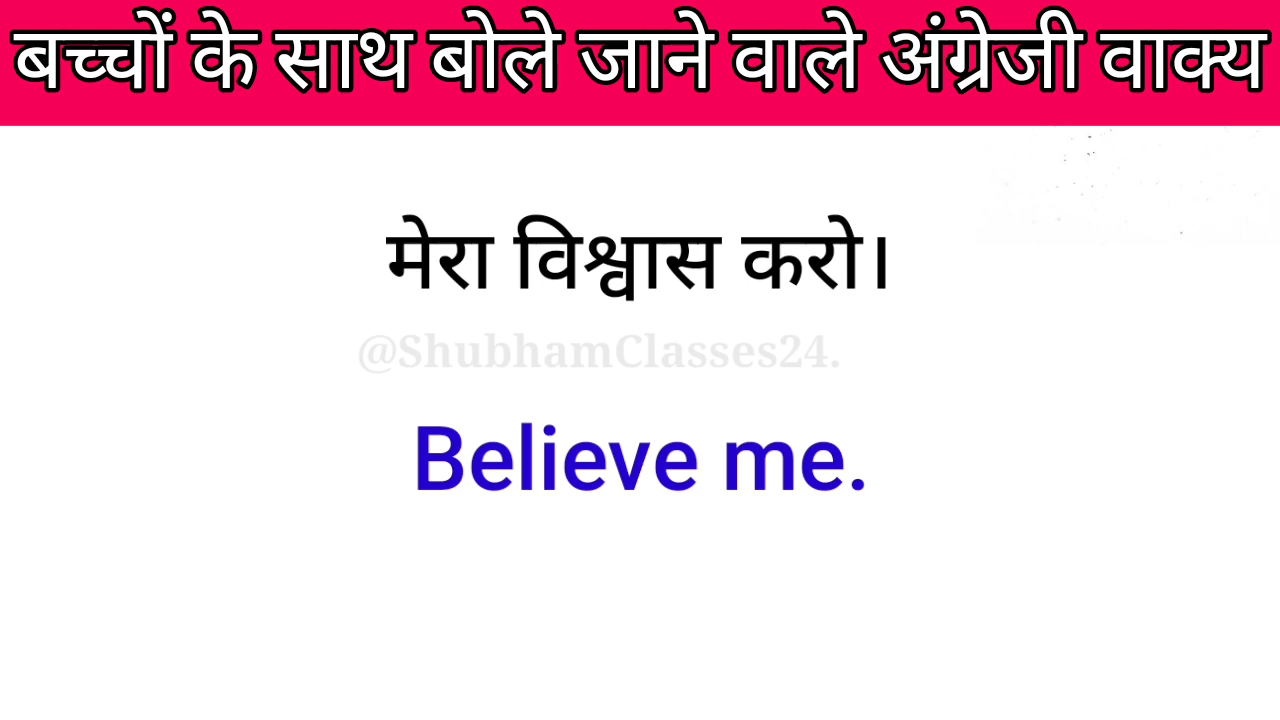 बच्चों के साथ बोले जाने वाले अंग्रेजी वाक्य
मेरा विश्वास करो।
@ShubhamClasses24.
Believe me.